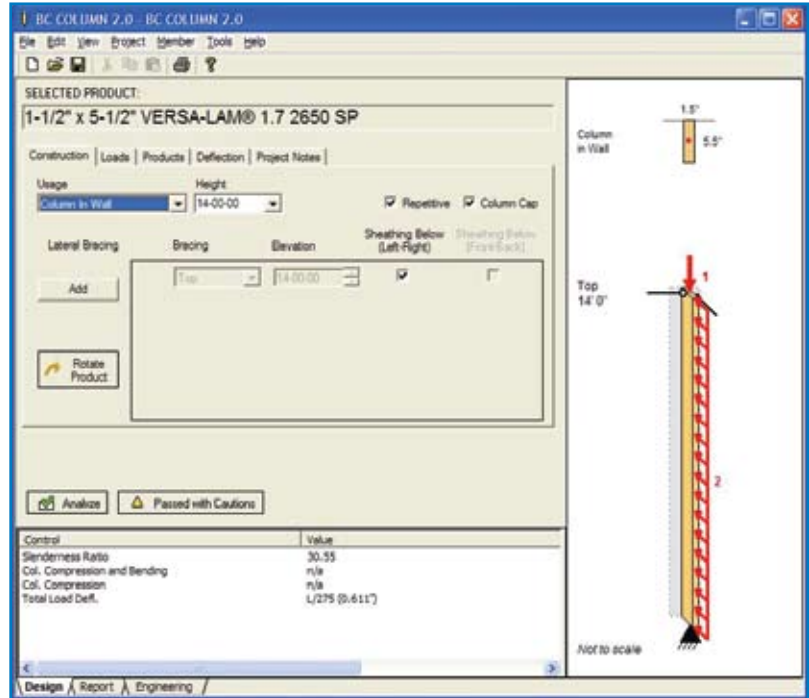 BC COLUMN 2.0 - BC COLUMN 2.0
File Edit View Project Member Tools Help
SELECTED PRODUCT:
1-1/2" x 5-1/2" VERSA-LAM® 1.7 2650 SP
Construction Loads Products Deflection Project Notes
Usage Height
Column In Wall 14-00-00 Repetitive Column Cap
Lateral Bracing Bracing Elevation Sheathing Below (Left-Right) Sheathing Below (Front-Back)
Add Top 14-00-00
Rotate Product
Analize Passed with Cautions
Control Value
Slenderness Ratio 30.55
Col. Compression and Bending n/a
Col. Compression n/a
Total Load Defl. L/275 (0.611")
Design Report Engineering
1.5"
Column in Wall
5.5"
1
Top
14' 0"
2
Not to scale